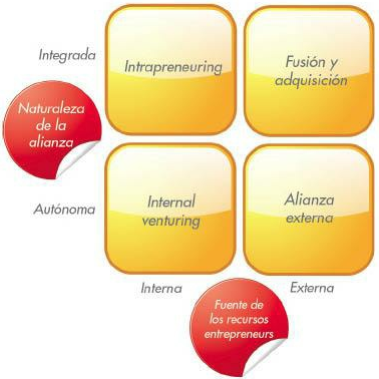 Integrada
Intrapreneuring
Fusión y
adquisición
Naturaleza
de la
alianza
Autónoma
Internal
venturing
Alianza
externa
Interna
Externa
Fuente de
los recursos
entrepreneurs